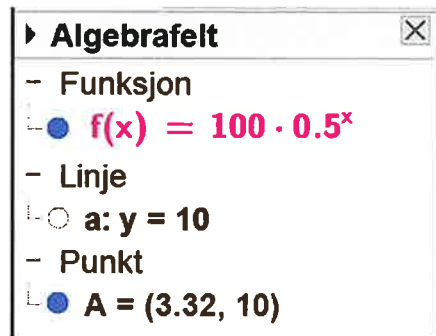 Algebrafelt
– Funksjon
f(x) = 100 · 0.5ˣ
– Linje
a: y = 10
– Punkt
A = (3.32, 10)